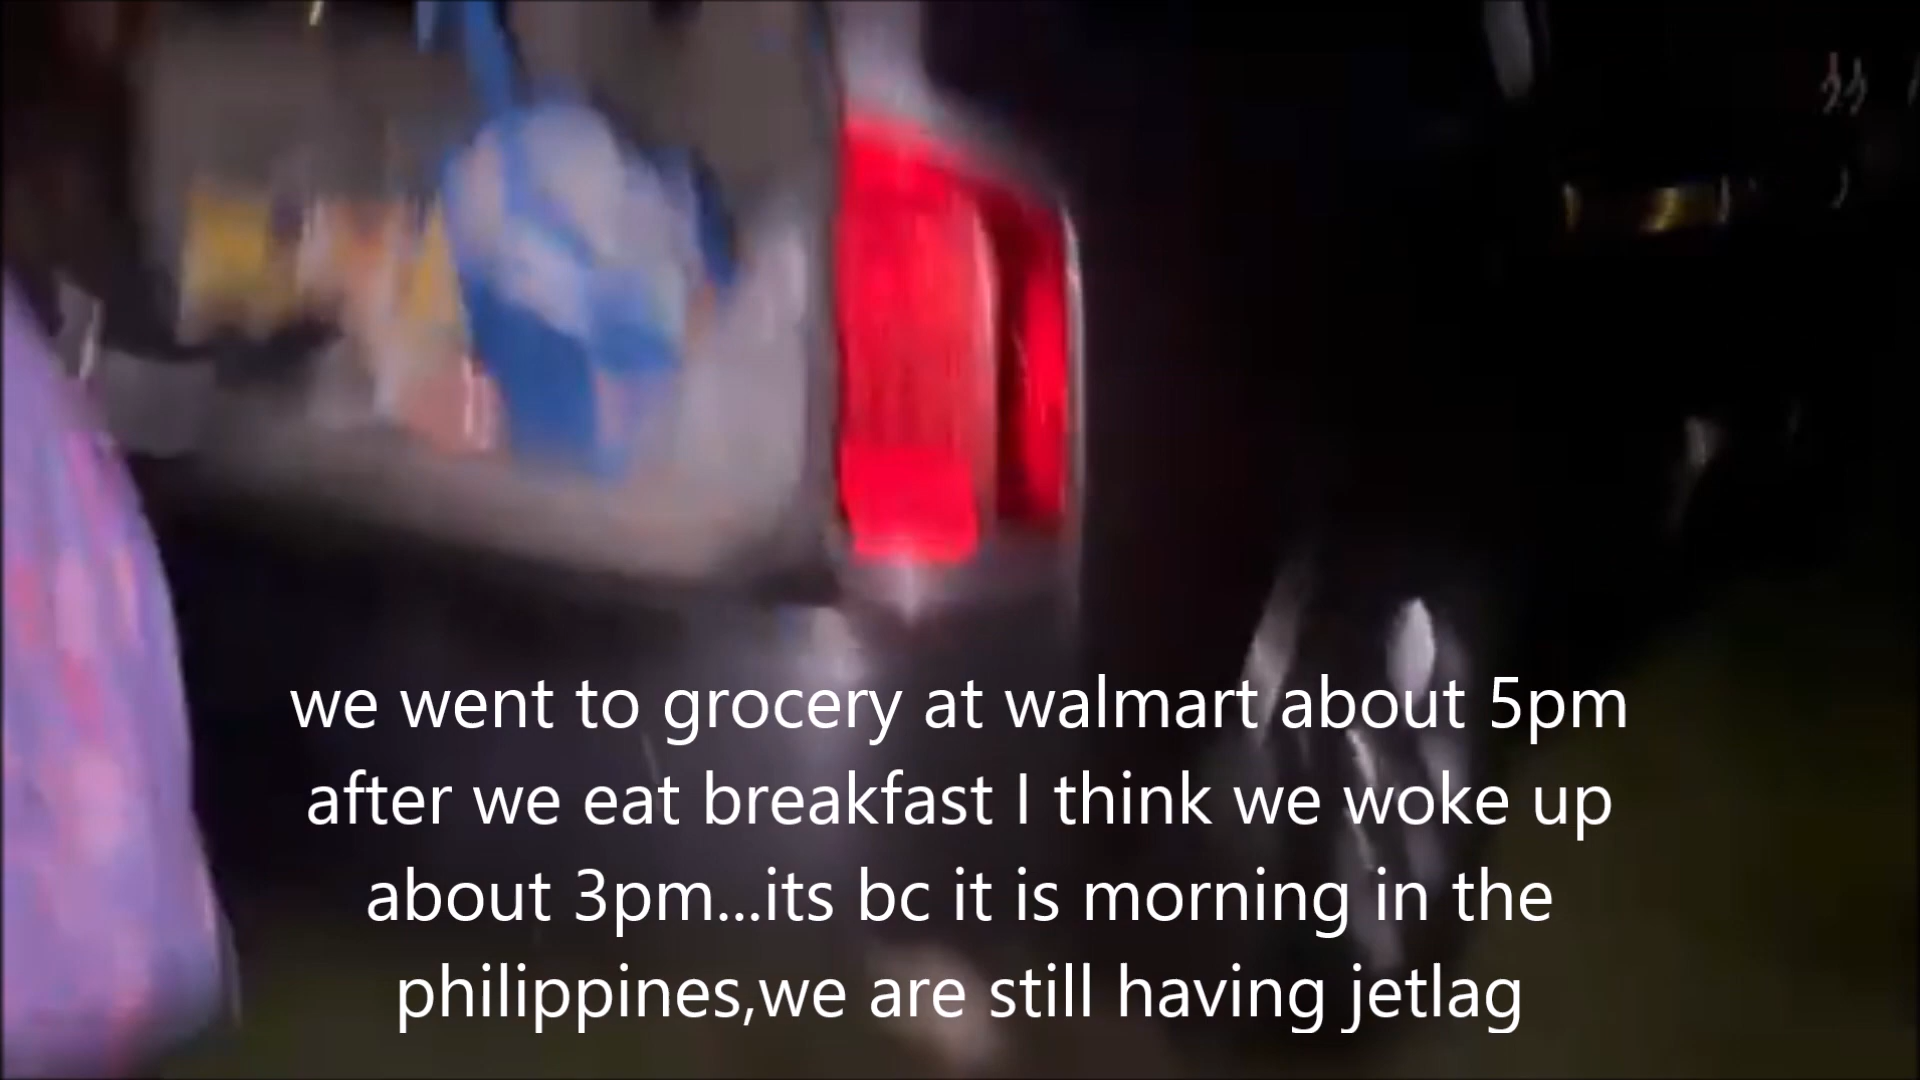 we went to grocery at walmart about 5pm
after we eat breakfast I think we woke up
about 3pm...its bc it is morning in the
philippines,we are still having jetlag